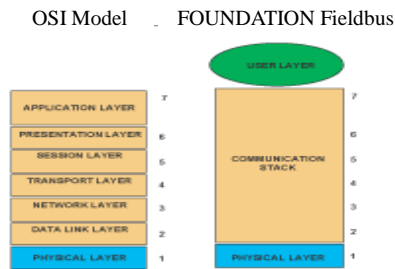 OSI Model - FOUNDATION Fieldbus
USER LAYER
APPLICATION LAYER 7
PRESENTATION LAYER 6
SESSION LAYER 5
TRANSPORT LAYER 4
NETWORK LAYER 3
DATA LINK LAYER 2
PHYSICAL LAYER 1
7
6
COMMUNICATION 5
STACK
4
3
2
PHYSICAL LAYER 1